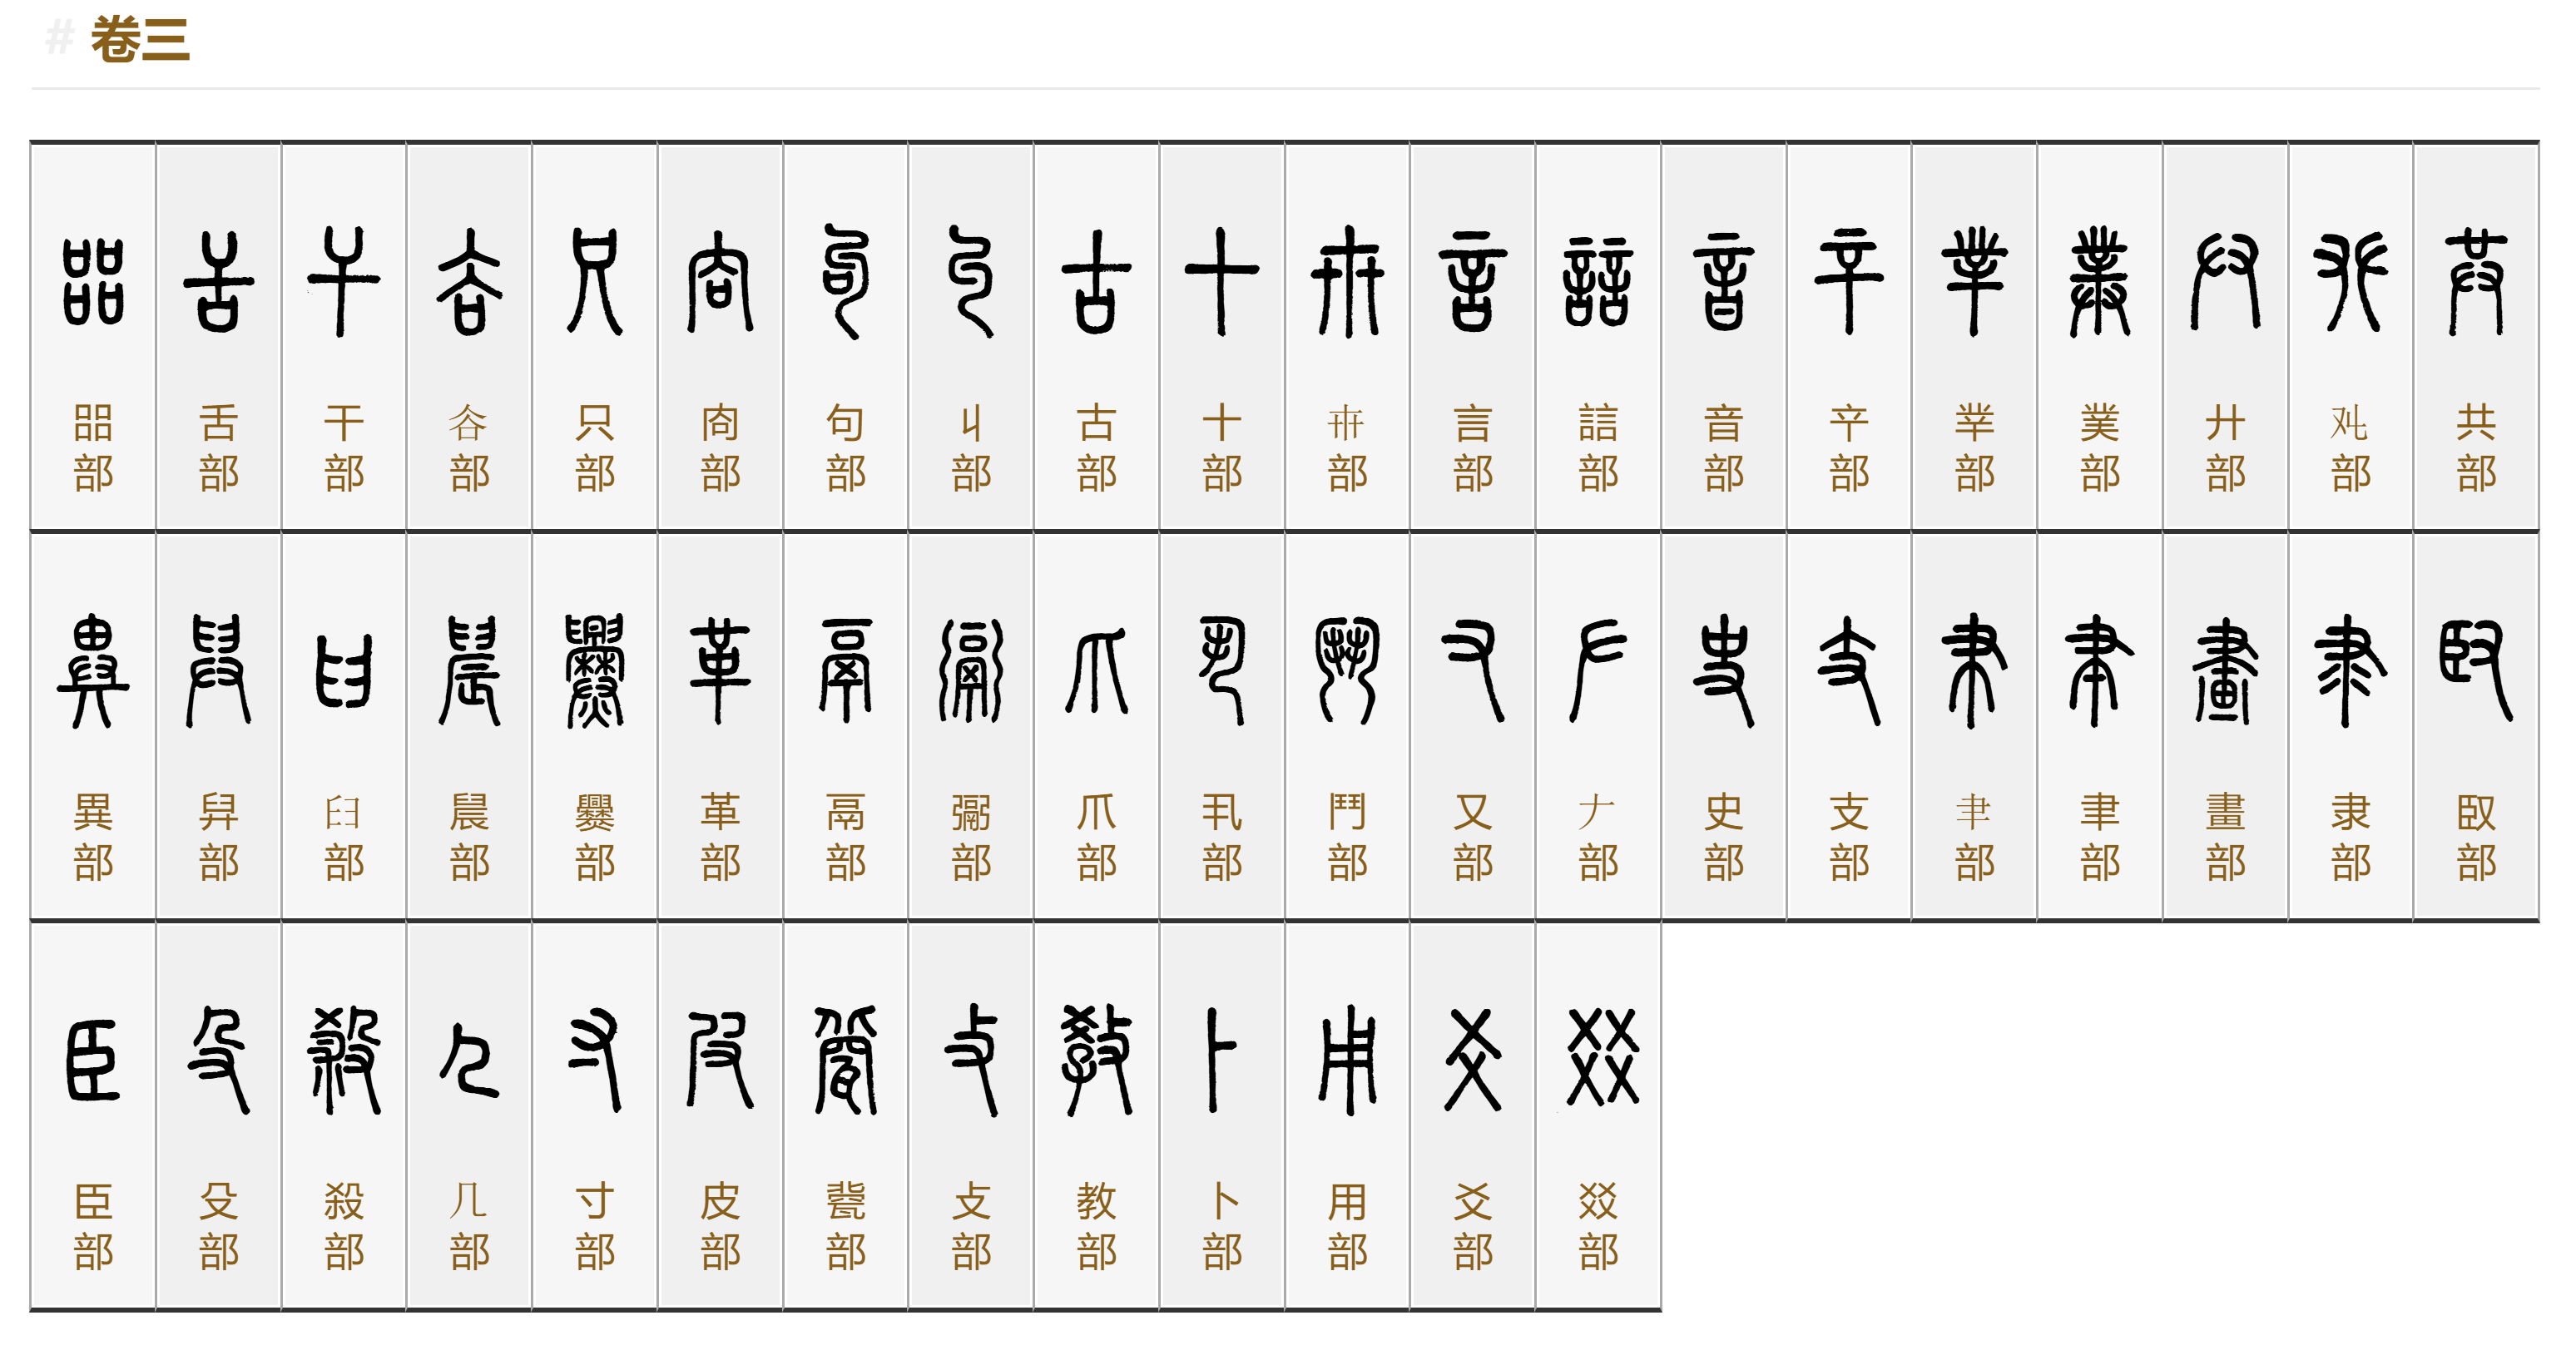 # 卷三
㗊部 舌部 干部 𧮫部 只部 㕯部 句部 丩部 古部 十部 𠦃部 言部 誩部 音部 䇂部 丵部 菐部 廾部 𠬜部 共部
異部 舁部 𦥑部 䢅部 爨部 革部 鬲部 䰜部 爪部 丮部 鬥部 又部 𠂇部 史部 支部 𦘒部 聿部 畫部 隶部 臤部
臣部 殳部 殺部 𠘧部 寸部 皮部 㼱部 攴部 教部 卜部 用部 爻部 㸚部